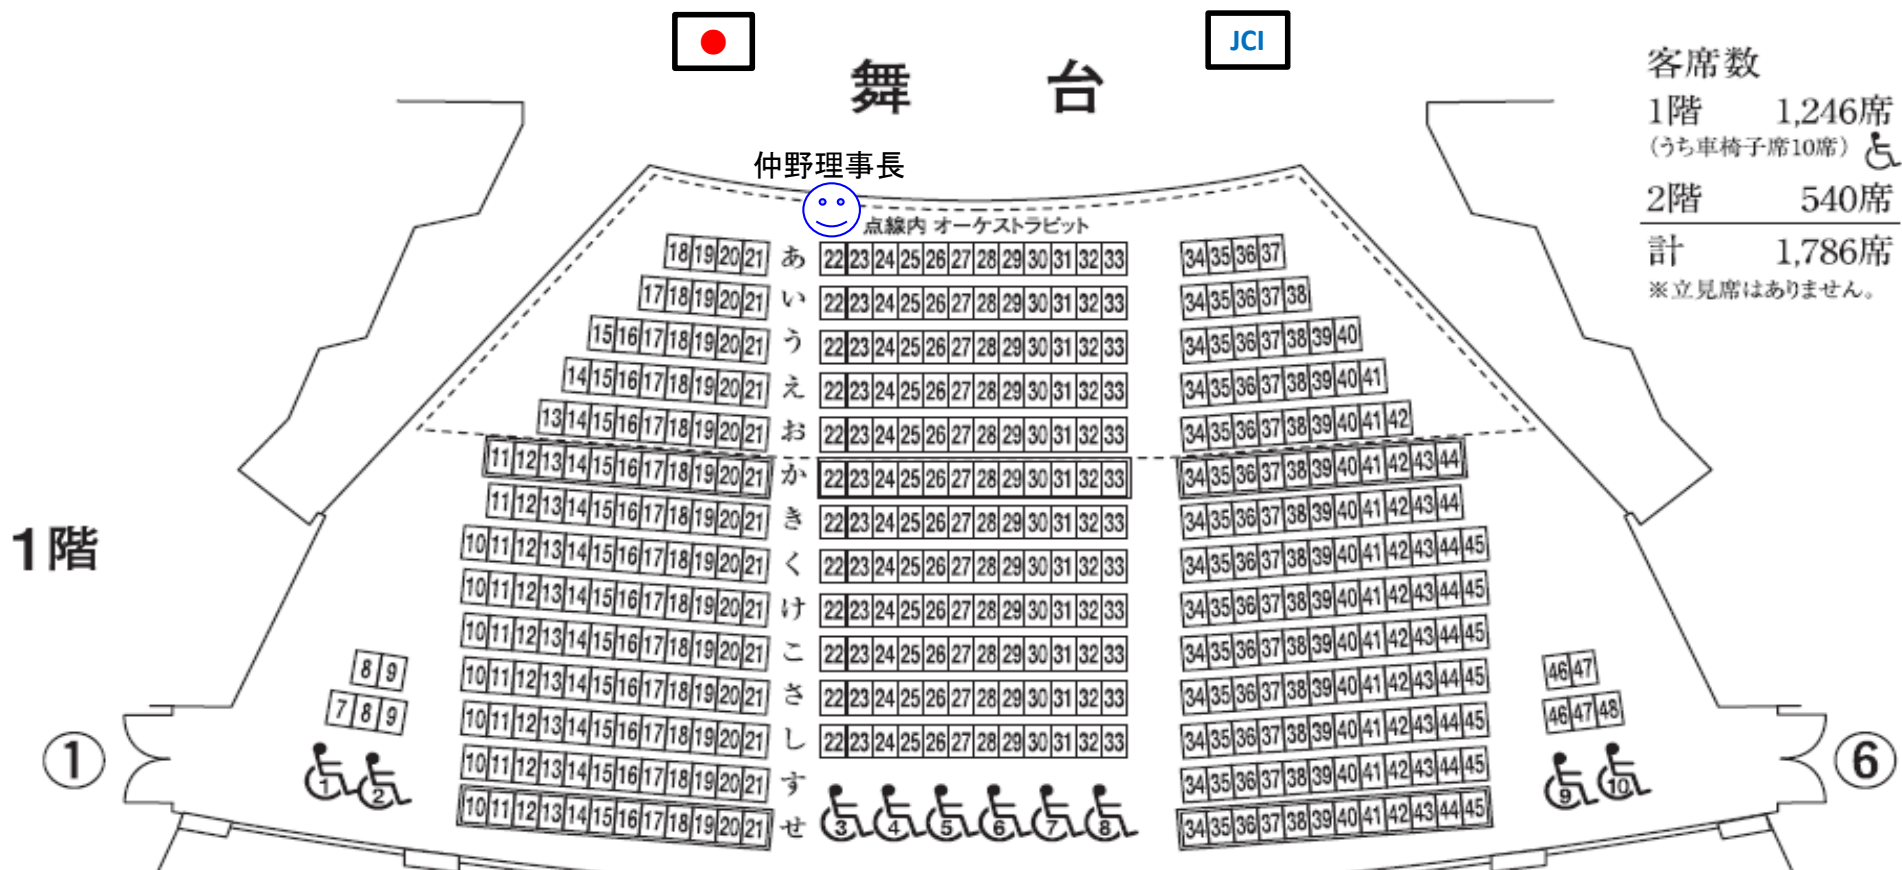 JCI
舞 台
客席数
1階 1,246席
(うち車椅子席10席)
2階 540席
計 1,786席
※立見席はありません。
仲野理事長
点線内 オーケストラピット
18 19 20 21 あ 22 23 24 25 26 27 28 29 30 31 32 33 34 35 36 37
17 18 19 20 21 い 22 23 24 25 26 27 28 29 30 31 32 33 34 35 36 37 38
15 16 17 18 19 20 21 う 22 23 24 25 26 27 28 29 30 31 32 33 34 35 36 37 38 39 40
14 15 16 17 18 19 20 21 え 22 23 24 25 26 27 28 29 30 31 32 33 34 35 36 37 38 39 40 41
13 14 15 16 17 18 19 20 21 お 22 23 24 25 26 27 28 29 30 31 32 33 34 35 36 37 38 39 40 41 42
11 12 13 14 15 16 17 18 19 20 21 か 22 23 24 25 26 27 28 29 30 31 32 33 34 35 36 37 38 39 40 41 42 43 44
11 12 13 14 15 16 17 18 19 20 21 き 22 23 24 25 26 27 28 29 30 31 32 33 34 35 36 37 38 39 40 41 42 43 44
1階
10 11 12 13 14 15 16 17 18 19 20 21 く 22 23 24 25 26 27 28 29 30 31 32 33 34 35 36 37 38 39 40 41 42 43 44 45
10 11 12 13 14 15 16 17 18 19 20 21 け 22 23 24 25 26 27 28 29 30 31 32 33 34 35 36 37 38 39 40 41 42 43 44 45
10 11 12 13 14 15 16 17 18 19 20 21 こ 22 23 24 25 26 27 28 29 30 31 32 33 34 35 36 37 38 39 40 41 42 43 44 45
8 9 10 11 12 13 14 15 16 17 18 19 20 21 さ 22 23 24 25 26 27 28 29 30 31 32 33 34 35 36 37 38 39 40 41 42 43 44 45 46 47
7 8 9 10 11 12 13 14 15 16 17 18 19 20 21 し 22 23 24 25 26 27 28 29 30 31 32 33 34 35 36 37 38 39 40 41 42 43 44 45 46 47 48
① 10 11 12 13 14 15 16 17 18 19 20 21 す 34 35 36 37 38 39 40 41 42 43 44 45 ⑥
1 2 10 11 12 13 14 15 16 17 18 19 20 21 せ 3 4 5 6 7 8 34 35 36 37 38 39 40 41 42 43 44 45 9 10